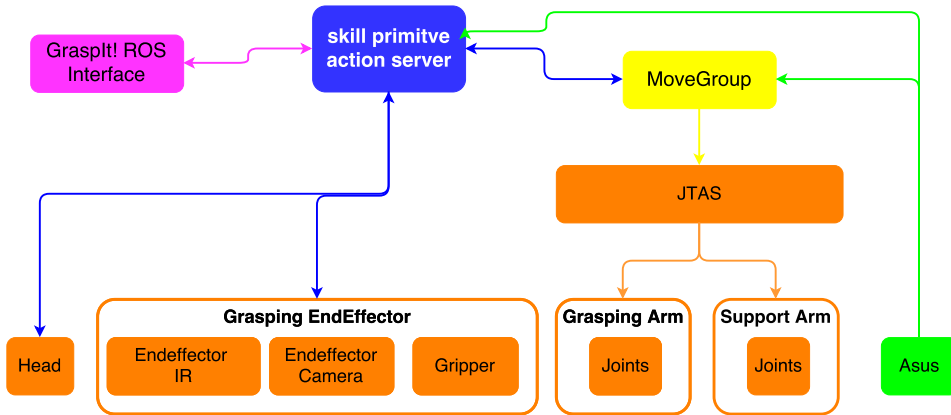 GraspIt! ROS
Interface
skill primitve
action server
MoveGroup
JTAS
Grasping EndEffector
Grasping Arm
Support Arm
Head
Endeffector
IR
Endeffector
Camera
Gripper
Joints
Joints
Asus